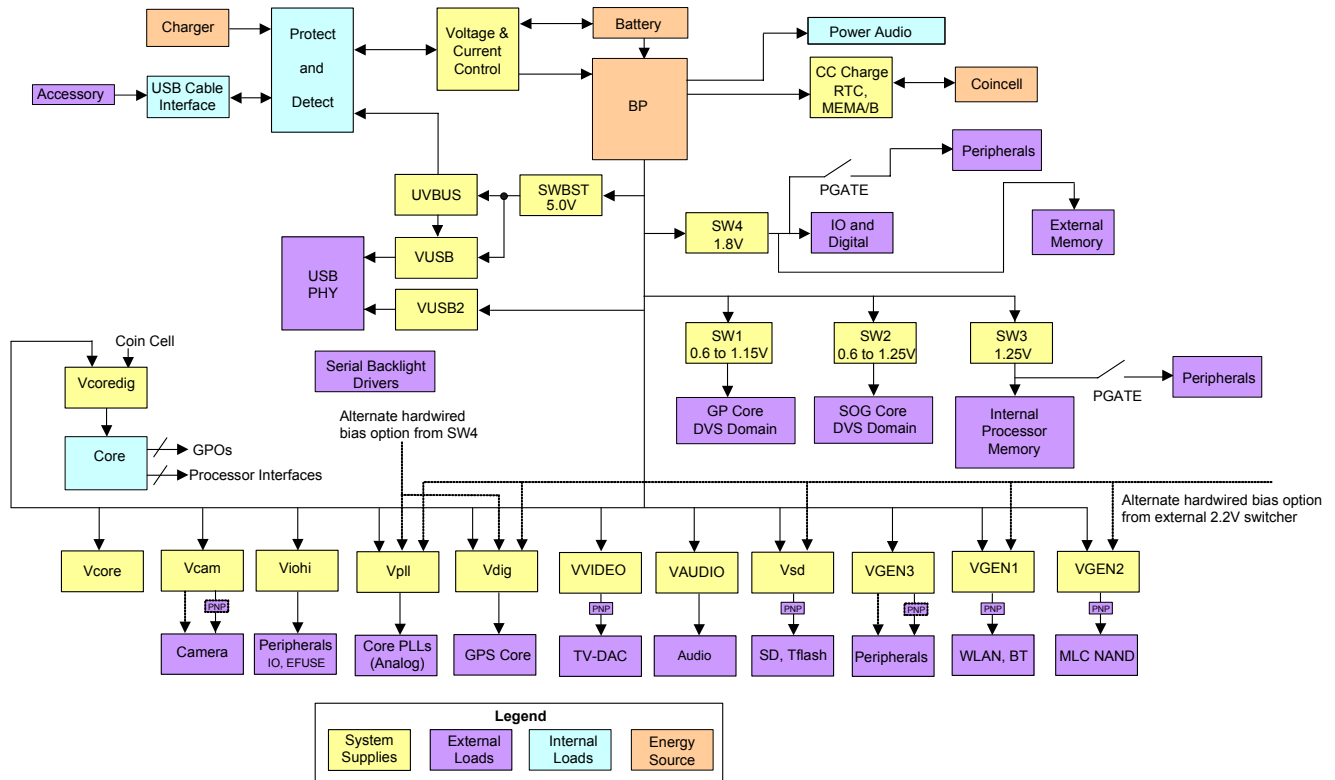 Charger
Protect
and
Detect
Voltage &
Current
Control
Battery
Power Audio
Accessory
USB Cable
Interface
BP
CC Charge
RTC,
MEMA/B
Coincell
Peripherals
PGATE
UVBUS
SWBST
5.0V
SW4
1.8V
IO and
Digital
External
Memory
USB
PHY
VUSB
VUSB2
SW1
0.6 to 1.15V
SW2
0.6 to 1.25V
SW3
1.25V
Coin Cell
Vcoredig
Serial Backlight
Drivers
PGATE
Peripherals
GP Core
DVS Domain
SOG Core
DVS Domain
Internal
Processor
Memory
Alternate hardwired
bias option from SW4
Core
GPOs
Processor Interfaces
Alternate hardwired bias option
from external 2.2V switcher
Vcore
Vcam
Viohi
Vpll
Vdig
VVIDEO
VAUDIO
Vsd
VGEN3
VGEN1
VGEN2
PNP
PNP
PNP
PNP
PNP
PNP
Camera
Peripherals
IO, EFUSE
Core PLLs
(Analog)
GPS Core
TV-DAC
Audio
SD, Tflash
Peripherals
WLAN, BT
MLC NAND
Legend
System
Supplies
External
Loads
Internal
Loads
Energy
Source